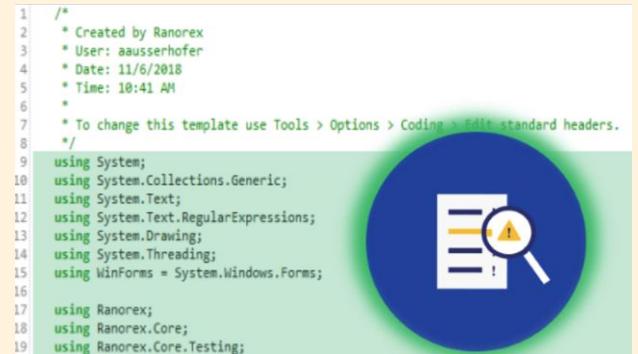 1 /*
2 * Created by Ranorex
3 * User: aausserhofer
4 * Date: 11/6/2018
5 * Time: 10:41 AM
6 *
7 * To change this template use Tools > Options > Coding > Edit standard headers.
8 */
9 using System;
10 using System.Collections.Generic;
11 using System.Text;
12 using System.Text.RegularExpressions;
13 using System.Drawing;
14 using System.Threading;
15 using WinForms = System.Windows.Forms;
16
17 using Ranorex;
18 using Ranorex.Core;
19 using Ranorex.Core.Testing;